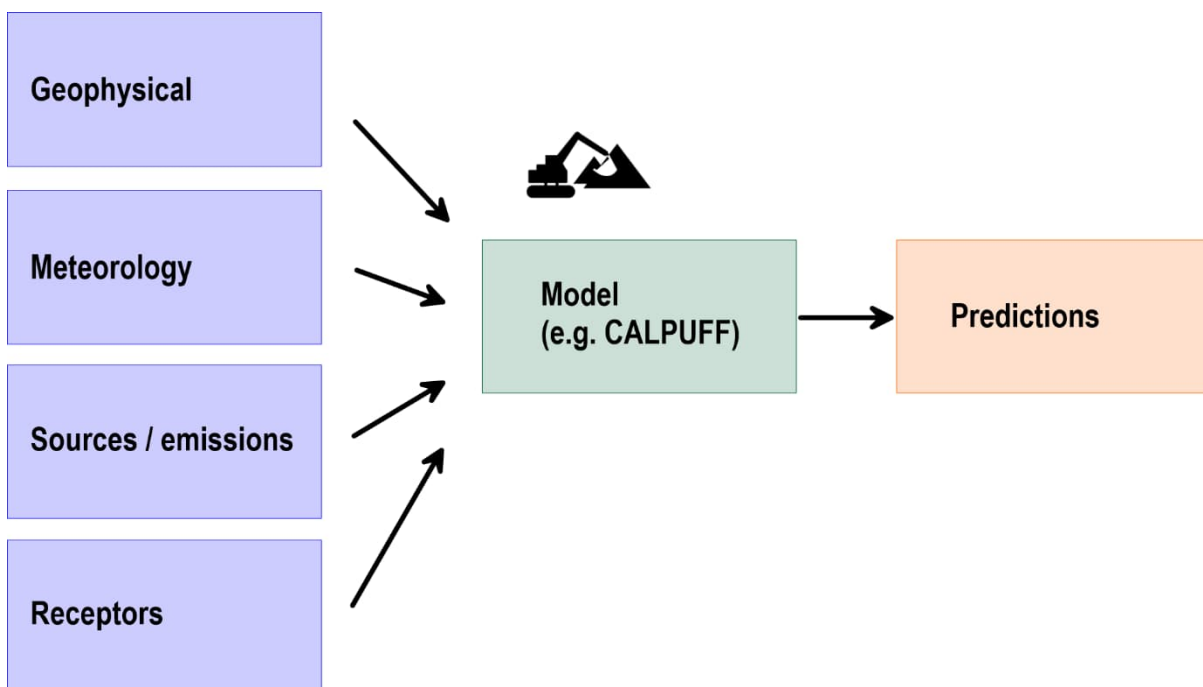 Geophysical
Meteorology
Sources / emissions
Receptors
Model
(e.g. CALPUFF)
Predictions